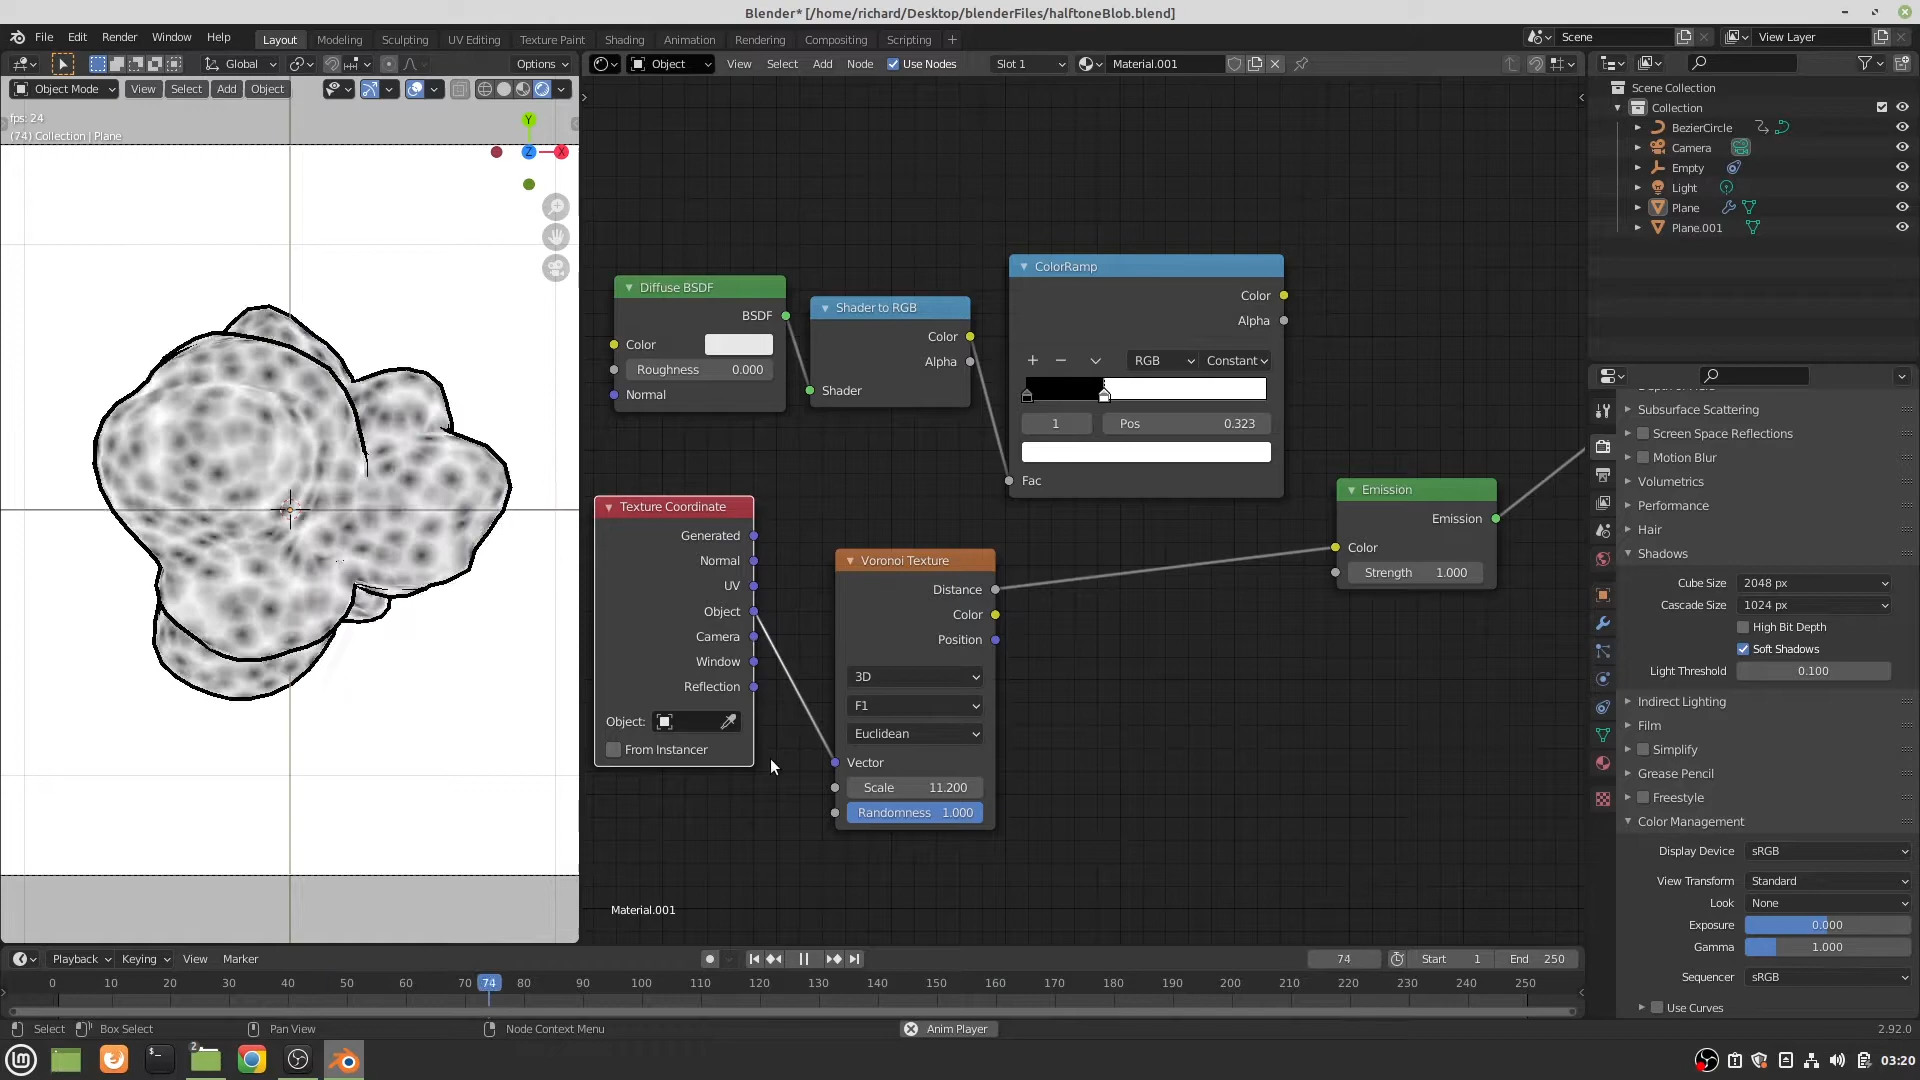 Blender* [/home/richard/Desktop/blenderFiles/halftoneBlob.blend]
File Edit Render Window Help
Layout Modeling Sculpting UV Editing Texture Paint Shading Animation Rendering Compositing Scripting +
Scene View Layer
Global Options
Object View Select Add Node Use Nodes Slot 1 Material.001
Object Mode View Select Add Object
fps: 24
(74) Collection | Plane
Y
Z X
Scene Collection
Collection
BezierCircle
Camera
Empty
Light
Plane
Plane.001
Diffuse BSDF
BSDF
Color
Roughness 0.000
Normal
Shader to RGB
Color
Alpha
Shader
ColorRamp
Color
Alpha
RGB Constant
1 Pos 0.323
Fac
Texture Coordinate
Generated
Normal
UV
Object
Camera
Window
Reflection
Object:
From Instancer
Voronoi Texture
Distance
Color
Position
3D
F1
Euclidean
Vector
Scale 11.200
Randomness 1.000
Emission
Emission
Color
Strength 1.000
Material.001
Subsurface Scattering
Screen Space Reflections
Motion Blur
Volumetrics
Performance
Hair
Shadows
Cube Size 2048 px
Cascade Size 1024 px
High Bit Depth
Soft Shadows
Light Threshold 0.100
Indirect Lighting
Film
Simplify
Grease Pencil
Freestyle
Color Management
Display Device sRGB
View Transform Standard
Look None
Exposure 0.000
Gamma 1.000
Sequencer sRGB
Use Curves
Playback Keying View Marker
74 Start 1 End 250
0 10 20 30 40 50 60 70 74 80 90 100 110 120 130 140 150 160 170 180 190 200 210 220 230 240 250
Select Box Select Pan View Node Context Menu Anim Player 2.92.0
2
03:20